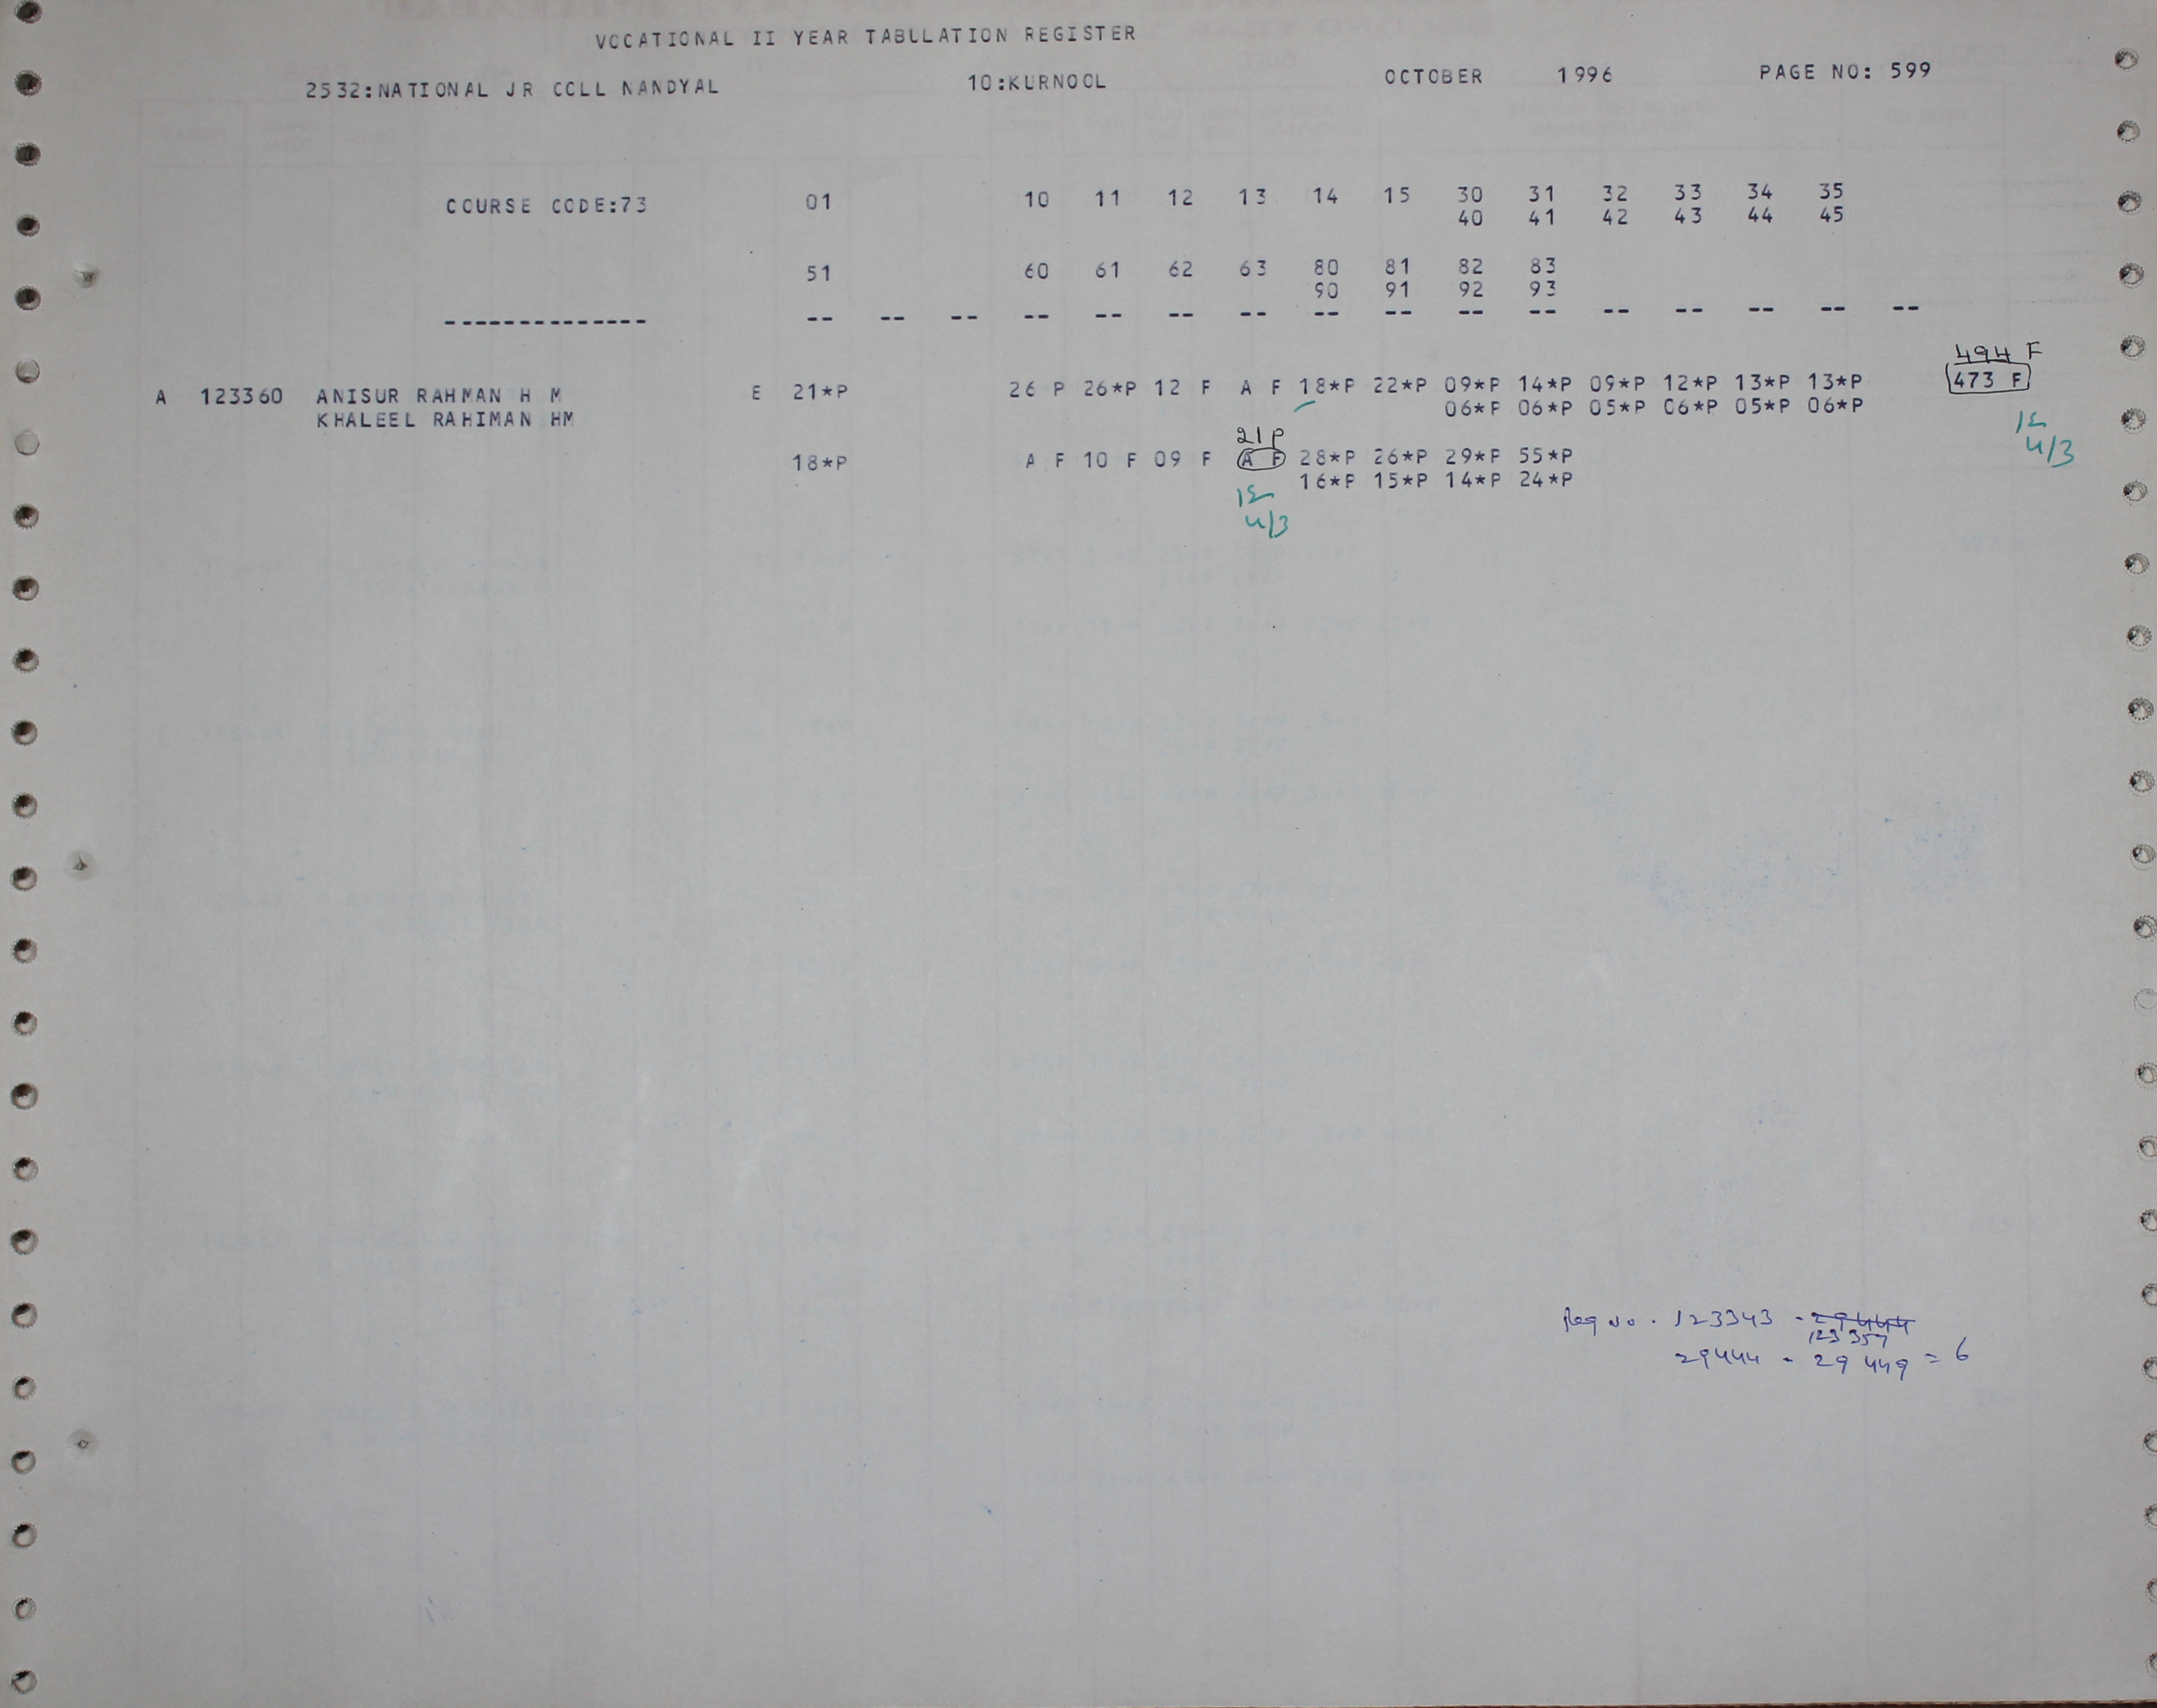 VOCATIONAL II YEAR TABULATION REGISTER
2532:NATIONAL JR COLL NANDYAL 10:KURNOOL OCTOBER 1996 PAGE NO: 599
COURSE CODE:73 01 10 11 12 13 14 15 30 31 32 33 34 35
40 41 42 43 44 45
51 60 61 62 63 80 81 82 83
90 91 92 93
-------------- -- -- -- -- -- -- -- -- -- -- -- -- -- -- -- --
494 F
A 123360 ANISUR RAHMAN H M E 21*P 26 P 26*P 12 F A F 18*P 22*P 09*P 14*P 09*P 12*P 13*P 13*P 473 F
KHALEEL RAHIMAN HM 06*P 06*P 05*P 06*P 05*P 06*P
21P
18*P A F 10 F 09 F A F 28*P 26*P 29*P 55*P
4/3
16*P 15*P 14*P 24*P
4/3
Reg no. 123343 - 29444
123357
29444 - 29449 = 6